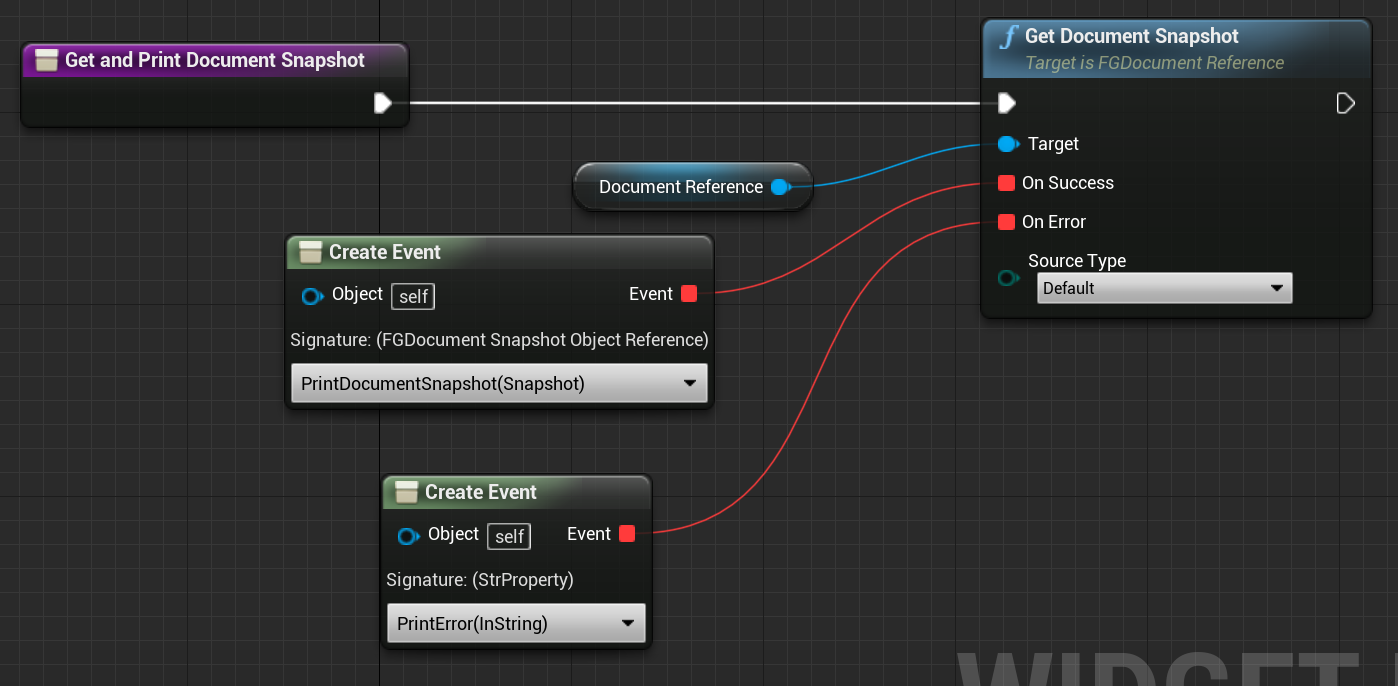 Get and Print Document Snapshot
Get Document Snapshot
Target is FGDocument Reference
Target
Document Reference
On Success
On Error
Source Type
Default
Create Event
Object self Event
Signature: (FGDocument Snapshot Object Reference)
PrintDocumentSnapshot(Snapshot)
Create Event
Object self Event
Signature: (StrProperty)
PrintError(InString)
WIDGET